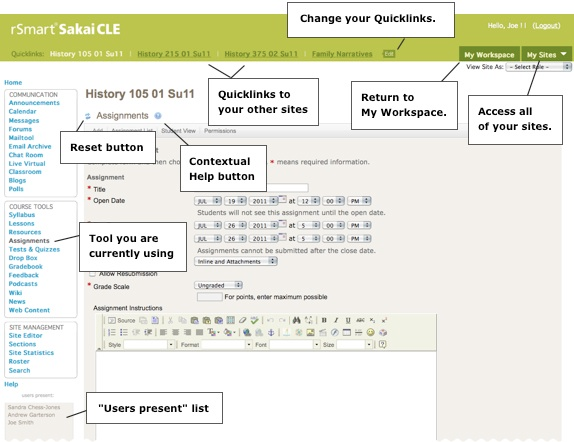 Change your Quicklinks.
rSmart Sakai CLE
Hello, Joe !! (Logout)
Quicklinks: History 105 01 Su11 | History 215 01 Su11 | History 375 02 Su11 | Family Narratives Edit
My Workspace My Sites
View Site As: - Select Role -
Home
COMMUNICATION
Announcements
Calendar
Messages
Forums
Mailtool
Email Archive
Chat Room
Live Virtual
Classroom
Blogs
Polls
COURSE TOOLS
Syllabus
Lessons
Resources
Assignments
Tests & Quizzes
Drop Box
Gradebook
Feedback
Podcasts
Wiki
News
Web Content
SITE MANAGEMENT
Site Editor
Sections
Site Statistics
Roster
Search
Help
users present:
Sandra Chess-Jones
Andrew Garterson
Joe Smith
History 105 01 Su11
Quicklinks to
your other sites
Return to
My Workspace.
Access all
of your sites.
Assignments
Student View | Permissions
Reset button
Contextual
Help button
* means required information.
Assignment
* Title
* Open Date JUL 19 2011 at 12 00 PM
Students will not see this assignment until the open date.
JUL 26 2011 at 5 00 PM
JUL 26 2011 at 5 00 PM
Assignments cannot be submitted after the close date.
Tool you are
currently using
Inline and Attachments
Allow Resubmission
* Grade Scale Ungraded
For points, enter maximum possible
Assignment Instructions
Source
Style Format Font Size
"Users present" list